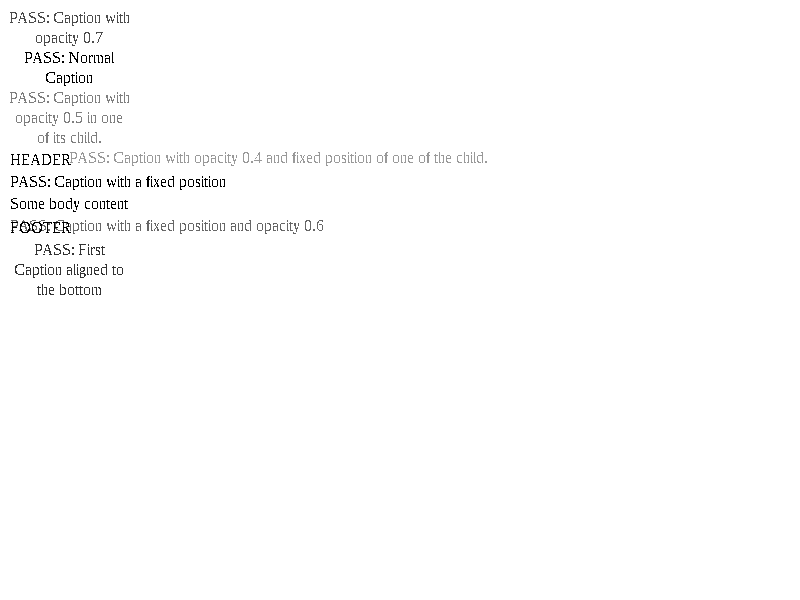 PASS: Caption with
opacity 0.7
PASS: Normal
Caption
PASS: Caption with
opacity 0.5 in one
of its child.
HEADER
PASS: Caption with opacity 0.4 and fixed position of one of the child.
PASS: Caption with a fixed position
Some body content
FOOTER
PASS: Caption with a fixed position and opacity 0.6
PASS: First
Caption aligned to
the bottom